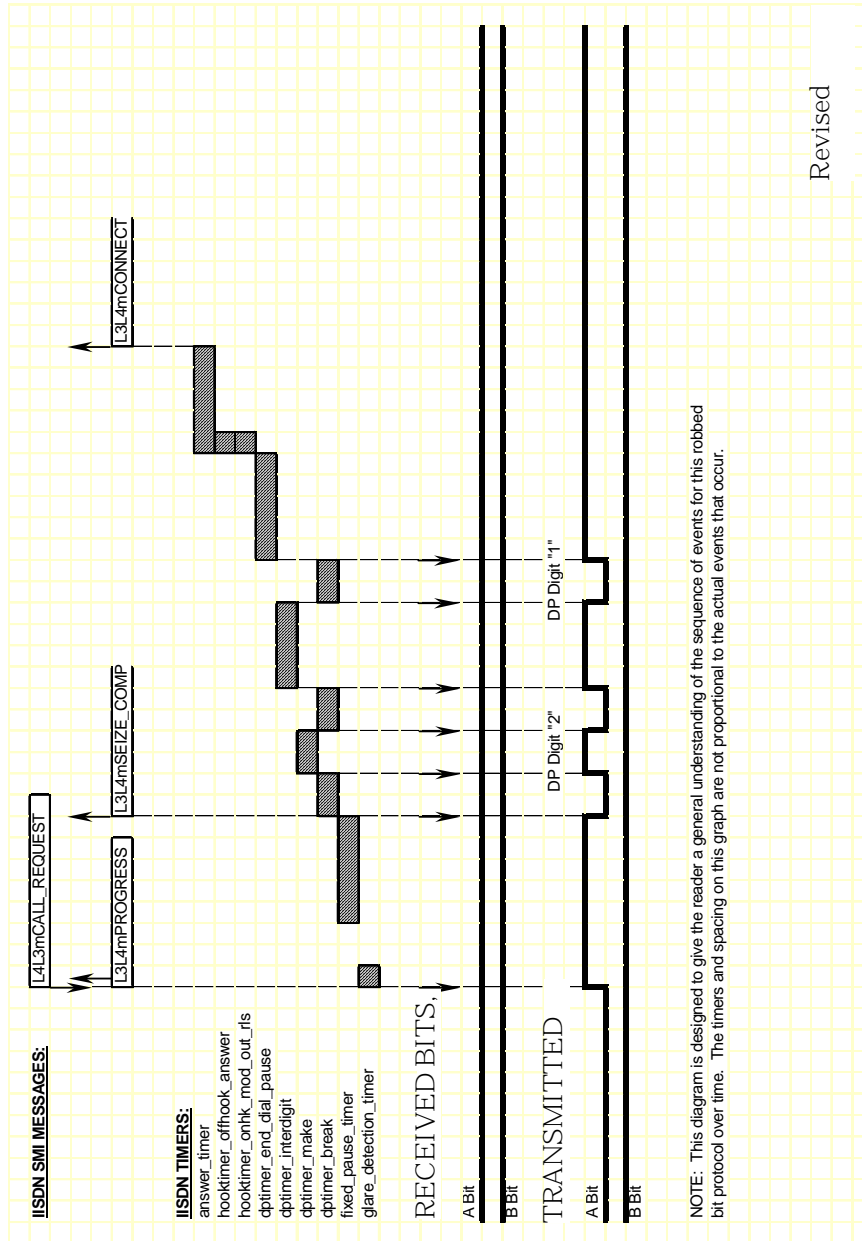 IISDN SMI MESSAGES:
L4L3mCALL_REQUEST
L3L4mPROGRESS
L3L4mSEIZE_COMP
L3L4mCONNECT
IISDN TIMERS:
answer_timer
hooktimer_offhook_answer
hooktimer_onhk_mod_out_rls
dptimer_end_dial_pause
dptimer_interdigit
dptimer_make
dptimer_break
fixed_pause_timer
glare_detection_timer
RECEIVED BITS,
A Bit
B Bit
TRANSMITTED
DP Digit "2"
DP Digit "1"
A Bit
B Bit
NOTE: This diagram is designed to give the reader a general understanding of the sequence of events for this robbed
bit protocol over time. The timers and spacing on this graph are not proportional to the actual events that occur.
Revised